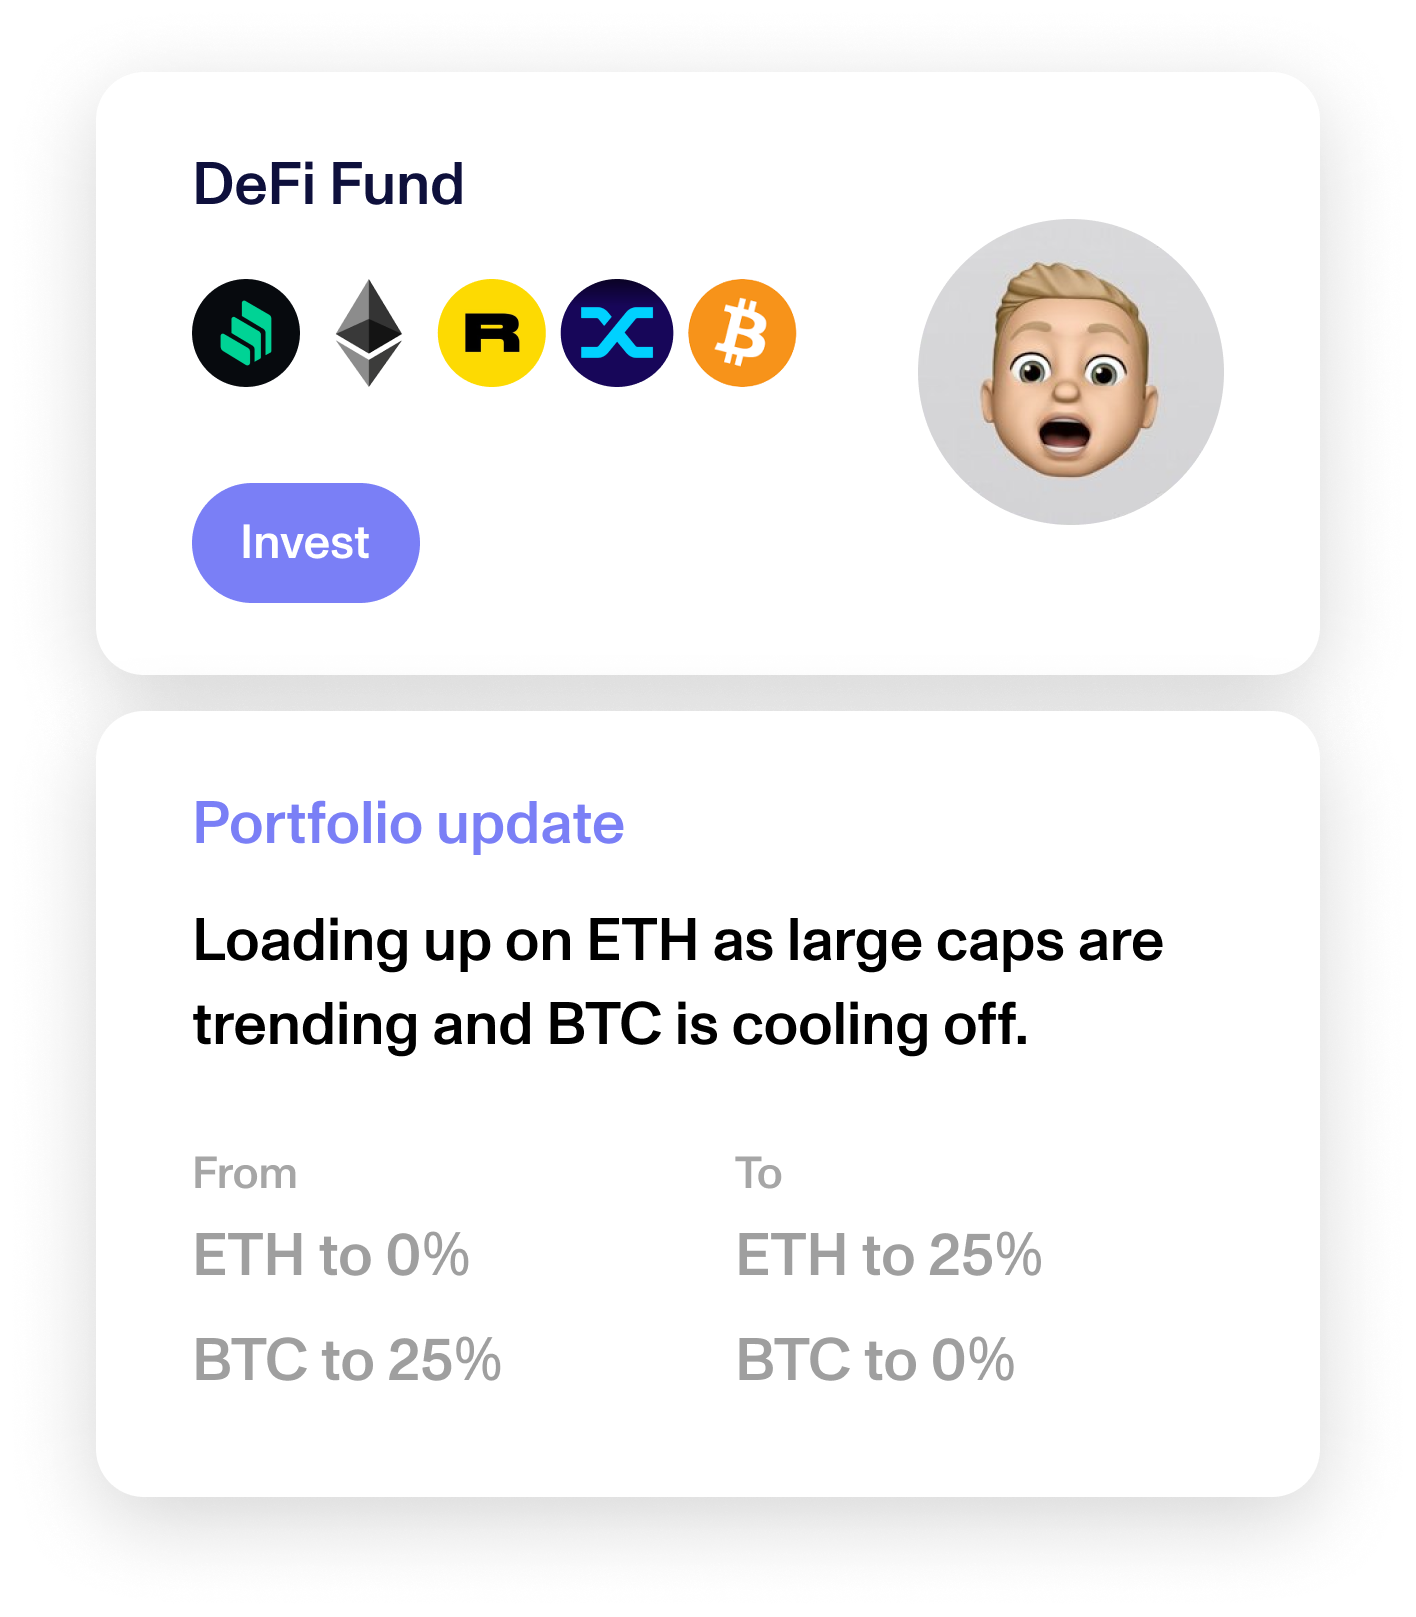 DeFi Fund
Invest
Portfolio update
Loading up on ETH as large caps are
trending and BTC is cooling off.
From
To
ETH to 0%
ETH to 25%
BTC to 25%
BTC to 0%